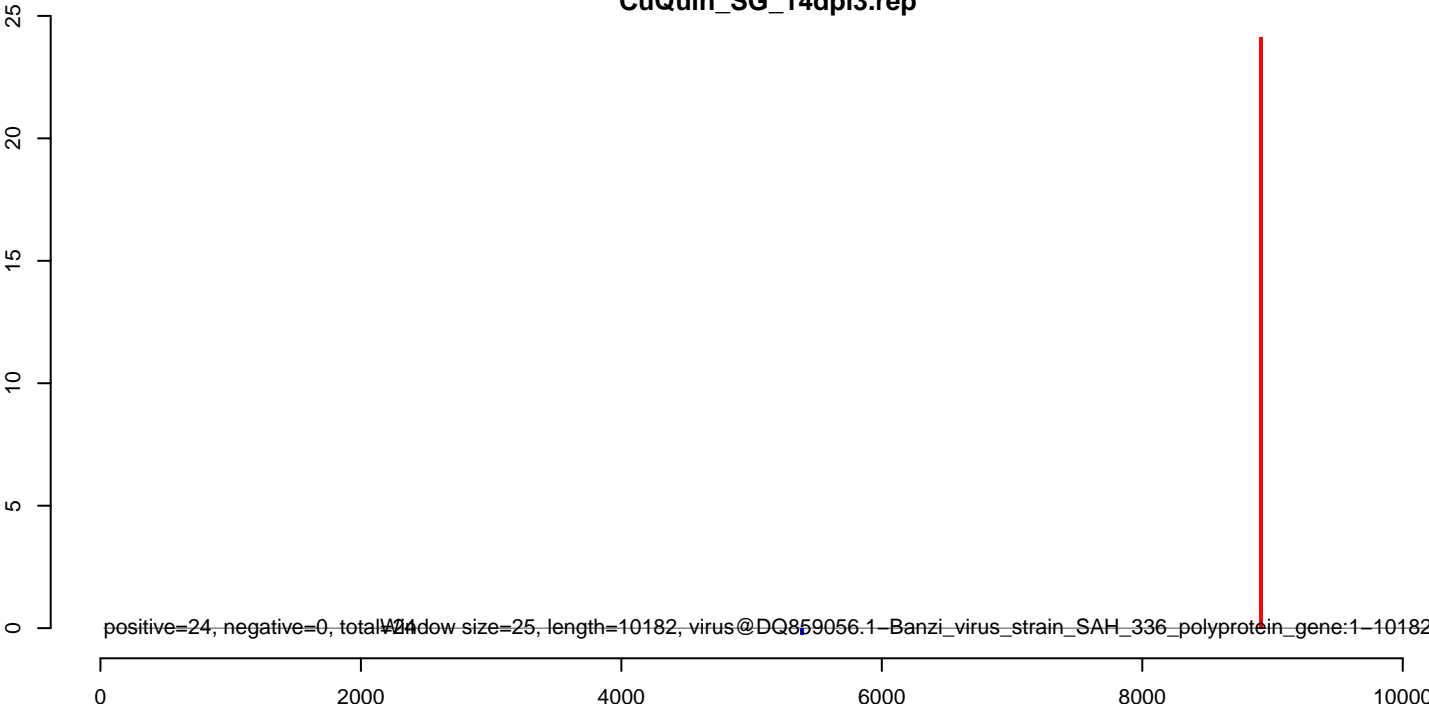 CuQuin_SG_14dpi3.rep
25
20
15
10
5
0
positive=24, negative=0, total=24
Window size=25, length=10182, virus@DQ859056.1–Banzi_virus_strain_SAH_336_polyprotein_gene:1–10182
0 2000 4000 6000 8000 10000